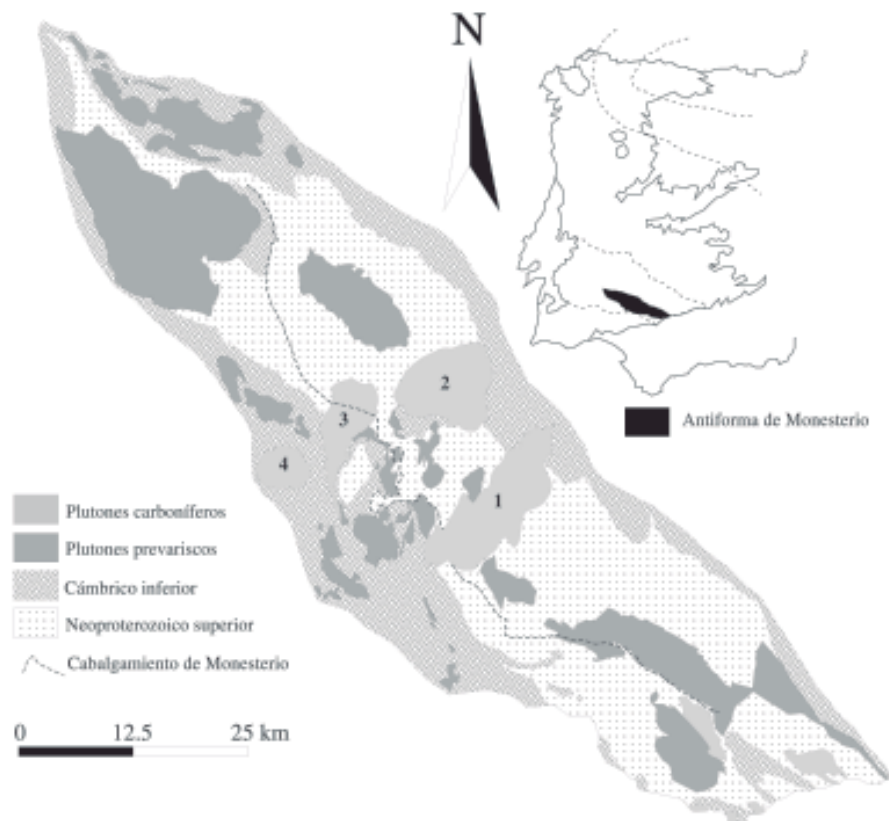 N
2
3
4
1
Antiforma de Monesterio
Plutones carboníferos
Plutones prevariscos
Cámbrico inferior
Neoproterozoico superior
Cabalgamiento de Monesterio
0 12.5 25 km